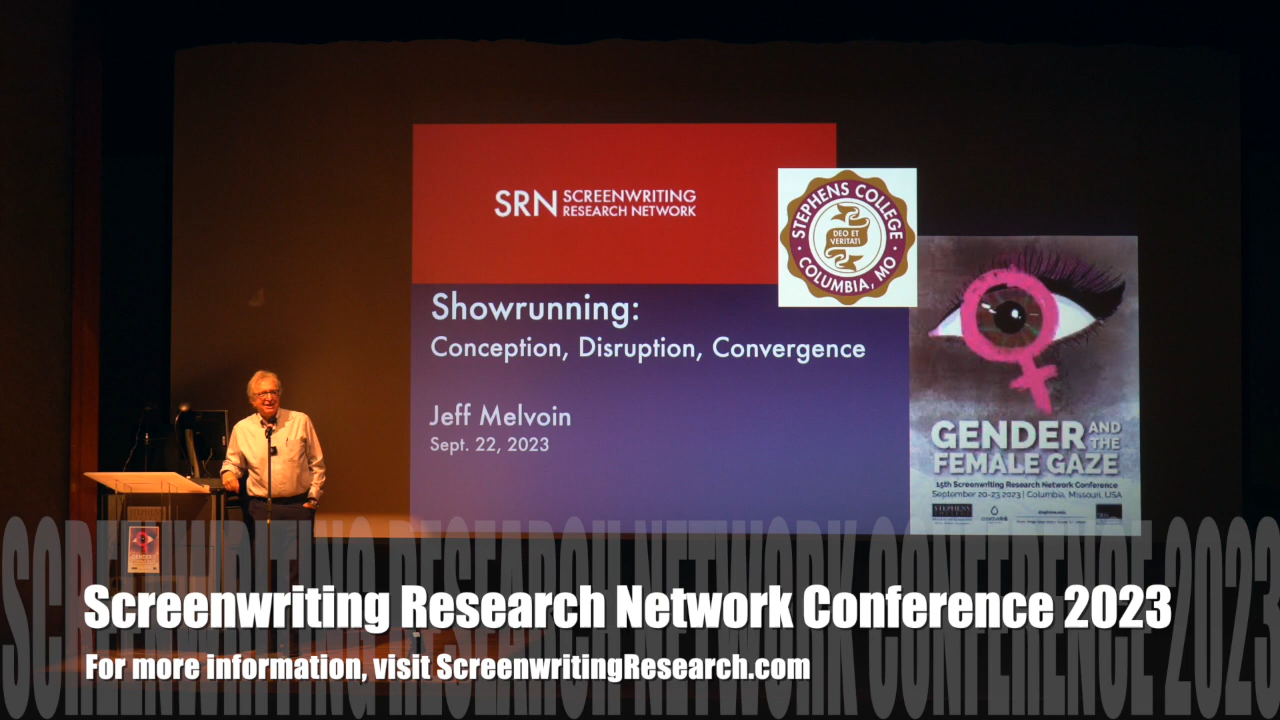 SRN SCREENWRITING
RESEARCH NETWORK
STEPHENS COLLEGE
DEO ET
VERITATI
COLUMBIA, MO
Showrunning:
Conception, Disruption, Convergence
Jeff Melvoin
Sept. 22, 2023
GENDER AND THE
FEMALE GAZE
15th Screenwriting Research Network Conference
September 20-23 2023 | Columbia, Missouri, USA
STEPHENS
GENDER
SCREENWRITING RESEARCH NETWORK CONFERENCE 2023
Screenwriting Research Network Conference 2023
For more information, visit ScreenwritingResearch.com